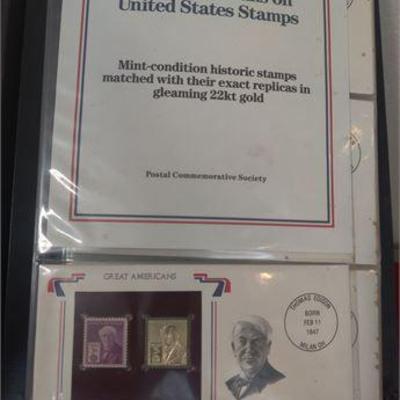 on
United States Stamps
Mint-condition historic stamps
matched with their exact replicas in
gleaming 22kt gold
Postal Commemorative Society
GREAT AMERICANS
THOMAS EDISON
BORN
FEB 11
1847
MILAN OH